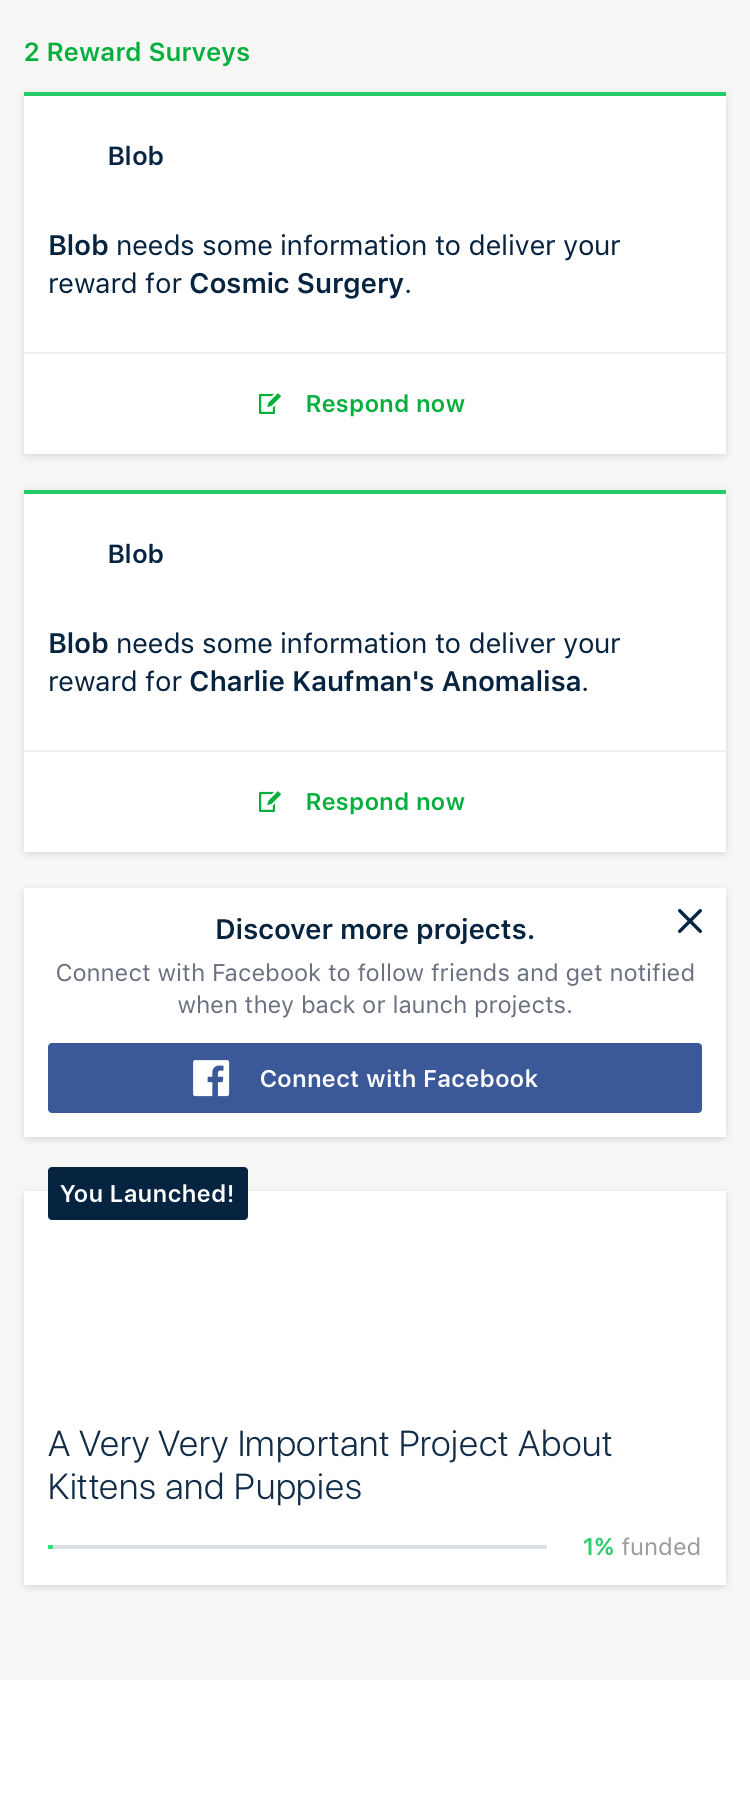 2 Reward Surveys
Blob
Blob needs some information to deliver your
reward for Cosmic Surgery.
Respond now
Blob
Blob needs some information to deliver your
reward for Charlie Kaufman's Anomalisa.
Respond now
Discover more projects.
Connect with Facebook to follow friends and get notified
when they back or launch projects.
Connect with Facebook
You Launched!
A Very Very Important Project About
Kittens and Puppies
1% funded